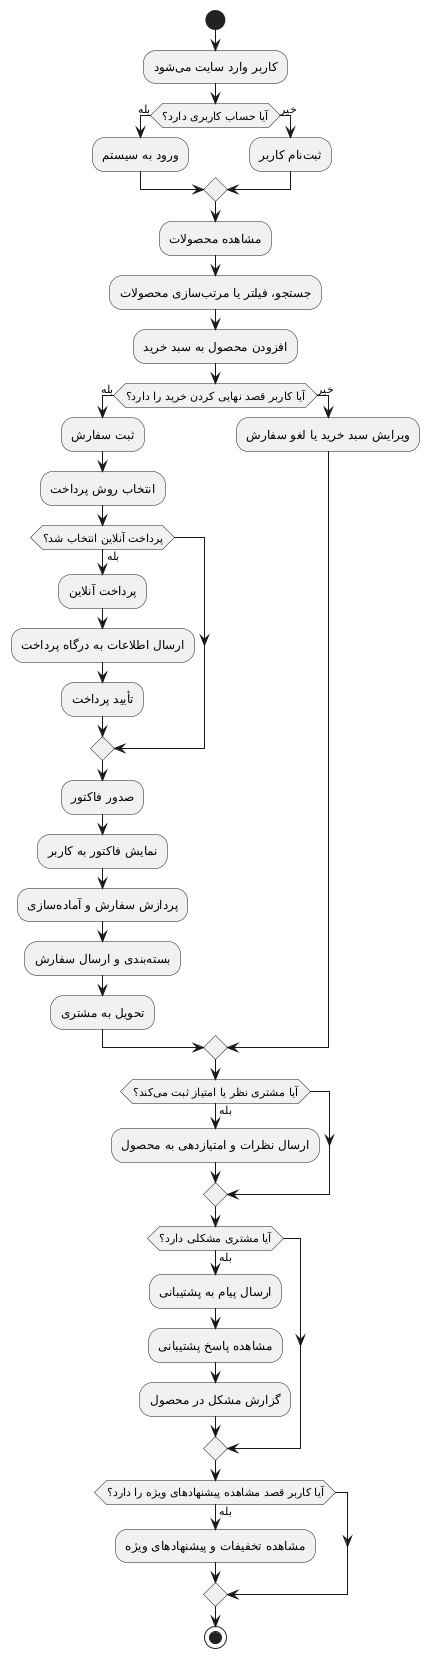 کاربر وارد سایت می‌شود
آیا حساب کاربری دارد؟
بله
خیر
ورود به سیستم
ثبت‌نام کاربر
مشاهده محصولات
جستجو، فیلتر یا مرتب‌سازی محصولات
افزودن محصول به سبد خرید
آیا کاربر قصد نهایی کردن خرید را دارد؟
بله
خیر
ثبت سفارش
ویرایش سبد خرید یا لغو سفارش
انتخاب روش پرداخت
پرداخت آنلاین انتخاب شد؟
بله
پرداخت آنلاین
ارسال اطلاعات به درگاه پرداخت
تأیید پرداخت
صدور فاکتور
نمایش فاکتور به کاربر
پردازش سفارش و آماده‌سازی
بسته‌بندی و ارسال سفارش
تحویل به مشتری
آیا مشتری نظر یا امتیاز ثبت می‌کند؟
بله
ارسال نظرات و امتیازدهی به محصول
آیا مشتری مشکلی دارد؟
بله
ارسال پیام به پشتیبانی
مشاهده پاسخ پشتیبانی
گزارش مشکل در محصول
آیا کاربر قصد مشاهده پیشنهادهای ویژه را دارد؟
بله
مشاهده تخفیفات و پیشنهادهای ویژه